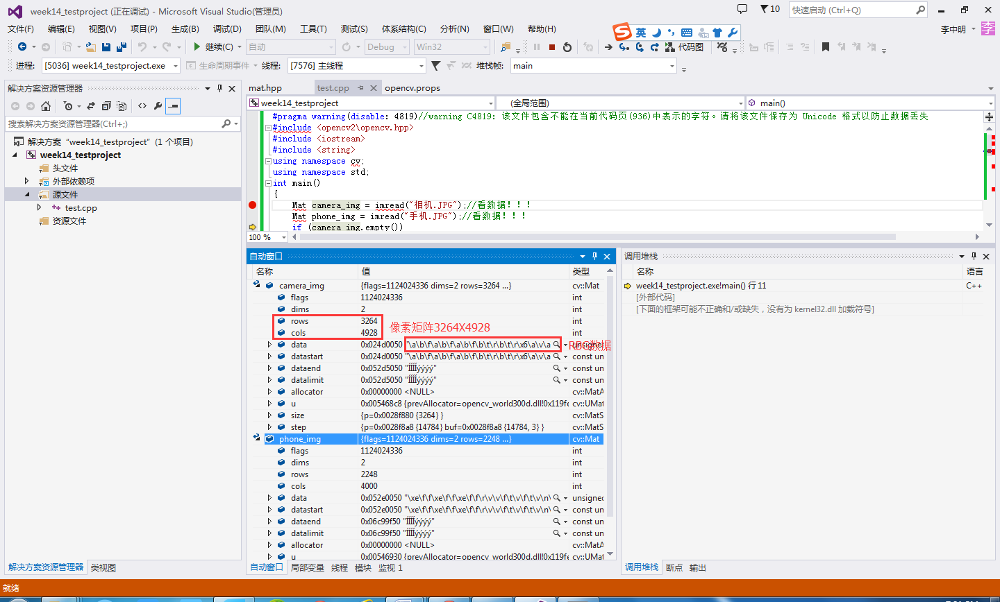 week14_testproject (正在调试) - Microsoft Visual Studio(管理员)
10
快速启动 (Ctrl+Q)
文件(F) 编辑(E) 视图(V) 项目(P) 生成(B) 调试(D) 团队(M) 工具(T) 测试(S) 体系结构(C) 分析(N) 窗口(W) 帮助(H)
英
李中明 李
继续(C) 自动 Debug Win32 代码图
进程: [5036] week14_testproject.exe 生命周期事件 线程: [7576] 主线程 堆栈帧: main
解决方案资源管理器
搜索解决方案资源管理器(Ctrl+;)
解决方案 “week14_testproject” (1 个项目)
week14_testproject
头文件
外部依赖项
源文件
test.cpp
资源文件
解决方案资源管理器 类视图
mat.hpp test.cpp opencv.props
week14_testproject (全局范围) main()
#pragma warning(disable: 4819)//warning C4819: 该文件包含不能在当前代码页(936)中表示的字符。请将该文件保存为 Unicode 格式以防止数据丢失
#include <opencv2\opencv.hpp>
#include <iostream>
#include <string>
using namespace cv;
using namespace std;
int main()
{
Mat camera_img = imread("相机.JPG");//看数据!!!
Mat phone_img = imread("手机.JPG");//看数据!!!
if (camera_img.empty())
100 %
自动窗口
名称 值 类型
camera_img {flags=1124024336 dims=2 rows=3264 ...} cv::Mat
flags 1124024336 int
dims 2 int
rows 3264 int
cols 4928 int
像素矩阵3264X4928
data 0x024d0050 "\a\b\f\a\b\f\a\b\f\b\t\r\b\t\r\x6\a\v\a unsigne
RBG数据
datastart 0x024d0050 "\a\b\f\a\b\f\a\b\f\b\t\r\b\t\r\x6\a\v\a const un
dataend 0x052d5050 "ÍÍÍÍýýýý" const un
datalimit 0x052d5050 "ÍÍÍÍýýýý" const un
allocator 0x00000000 <NULL> cv::MatA
u 0x005468c8 {prevAllocator=opencv_world300d.dll!0x119fe cv::UMat
size {p=0x0028f880 {3264} } cv::MatS
step {p=0x0028f8a8 {14784} buf=0x0028f8a8 {14784, 3} } cv::MatS
phone_img {flags=1124024336 dims=2 rows=2248 ...} cv::Mat
flags 1124024336 int
dims 2 int
rows 2248 int
cols 4000 int
data 0x052e0050 "\xe\f\f\xe\f\f\xe\f\f\r\v\v\f\t\v\f\t\v\n\ unsigned
datastart 0x052e0050 "\xe\f\f\xe\f\f\xe\f\f\r\v\v\f\t\v\f\t\v\n\ const un
dataend 0x06c99f50 "ÍÍÍÍýýýý" const un
datalimit 0x06c99f50 "ÍÍÍÍýýýý" const un
allocator 0x00000000 <NULL> cv::MatA
u 0x00546930 {prevAllocator=opencv_world300d.dll!0x119fe cv::UMat
自动窗口 局部变量 线程 模块 监视 1
调用堆栈
名称 语言
week14_testproject.exe!main() 行 11 C++
[外部代码]
[下面的框架可能不正确和/或缺失，没有为 kernel32.dll 加载符号]
调用堆栈 断点 输出
就绪